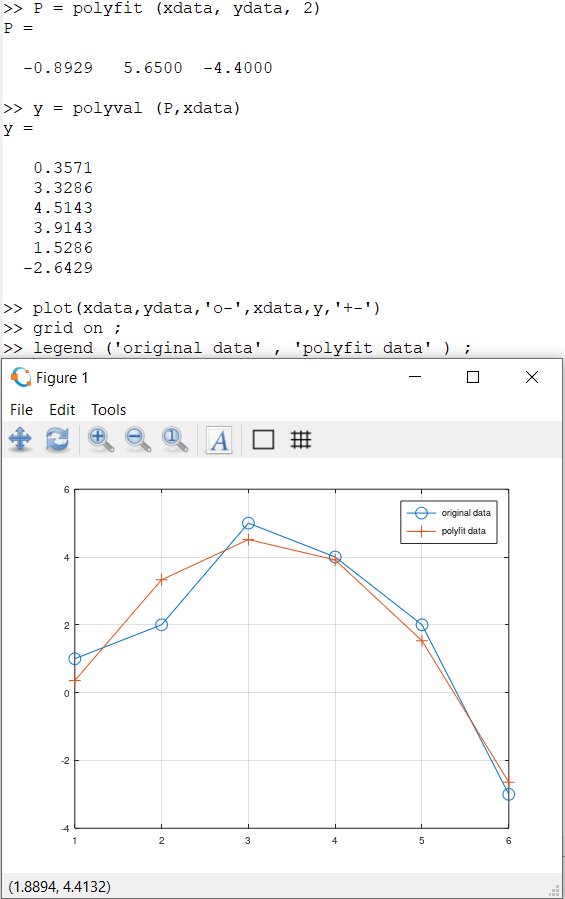 >> P = polyfit (xdata, ydata, 2)
P =
-0.8929 5.6500 -4.4000
>> y = polyval (P,xdata)
y =
0.3571
3.3286
4.5143
3.9143
1.5286
-2.6429
>> plot(xdata,ydata,'o-',xdata,y,'+-')
>> grid on ;
>> legend ('original data' , 'polyfit data' ) ;
Figure 1
File Edit Tools
A
6
original data
polyfit data
4
2
0
-2
-4
1 2 3 4 5 6
(1.8894, 4.4132)